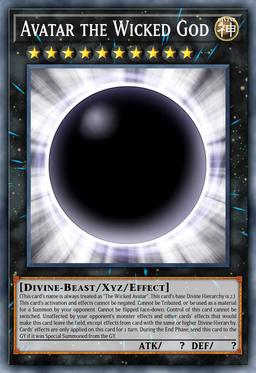 AVATAR THE WICKED GOD
DIVINE
神
[DIVINE-BEAST/XYZ/EFFECT]
(This card's name is always treated as "The Wicked Avatar". This card's base Divine Hierarchy is 2.)
This card's activation and effects cannot be negated. Cannot be Tributed, or be used as material
for a Summon by your opponent. Cannot be flipped face-down. Control of this card cannot be
switched. Unaffected by your opponent's monster effects and other cards' effects that would
make this card leave the field, except effects from card with the same or higher Divine Hierarchy.
Cards' effects are only applied on this card for 1 turn. During the End Phase, send this card to the
GY if it was Special Summoned from the GY.
ATK/ ? DEF/ ?